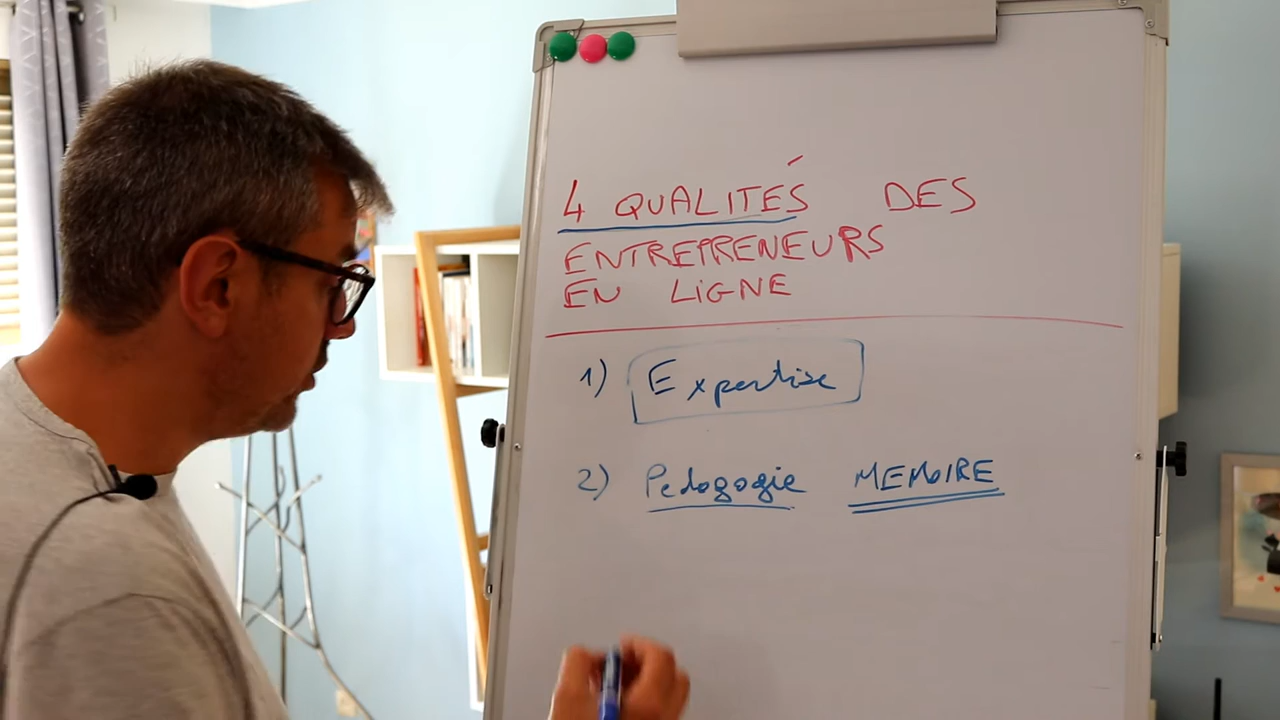 4 QUALITÉS DES
ENTREPRENEURS
EN LiGNE
1) Expertise
2) Pedagogie MEMOIRE